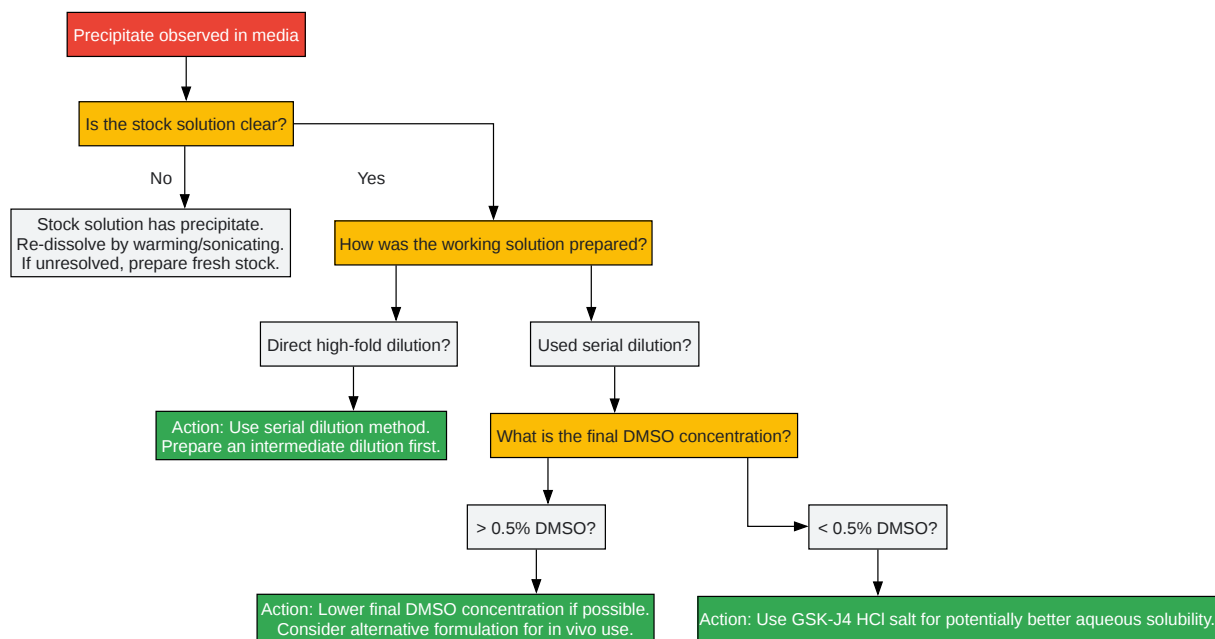 Precipitate observed in media
Is the stock solution clear?
No
Yes
Stock solution has precipitate.
Re-dissolve by warming/sonicating.
If unresolved, prepare fresh stock.
How was the working solution prepared?
Direct high-fold dilution?
Used serial dilution?
Action: Use serial dilution method.
Prepare an intermediate dilution first.
What is the final DMSO concentration?
> 0.5% DMSO?
< 0.5% DMSO?
Action: Lower final DMSO concentration if possible.
Consider alternative formulation for in vivo use.
Action: Use GSK-J4 HCl salt for potentially better aqueous solubility.